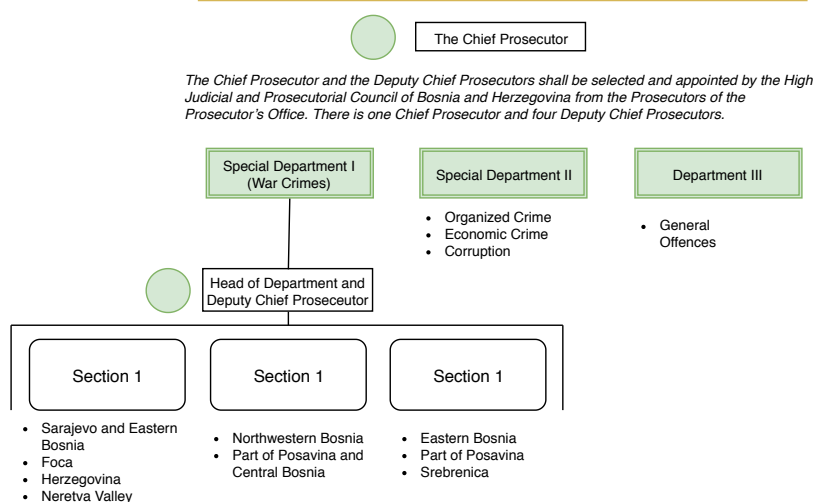 The Chief Prosecutor
The Chief Prosecutor and the Deputy Chief Prosecutors shall be selected and appointed by the High
Judicial and Prosecutorial Council of Bosnia and Herzegovina from the Prosecutors of the
Prosecutor's Office. There is one Chief Prosecutor and four Deputy Chief Prosecutors.
Special Department I
(War Crimes)
Special Department II
• Organized Crime
• Economic Crime
• Corruption
Department III
• General
Offences
Head of Department and
Deputy Chief Proseceutor
Section 1
• Sarajevo and Eastern
Bosnia
• Foca
• Herzegovina
• Neretva Valley
Section 1
• Northwestern Bosnia
• Part of Posavina and
Central Bosnia
Section 1
• Eastern Bosnia
• Part of Posavina
• Srebrenica